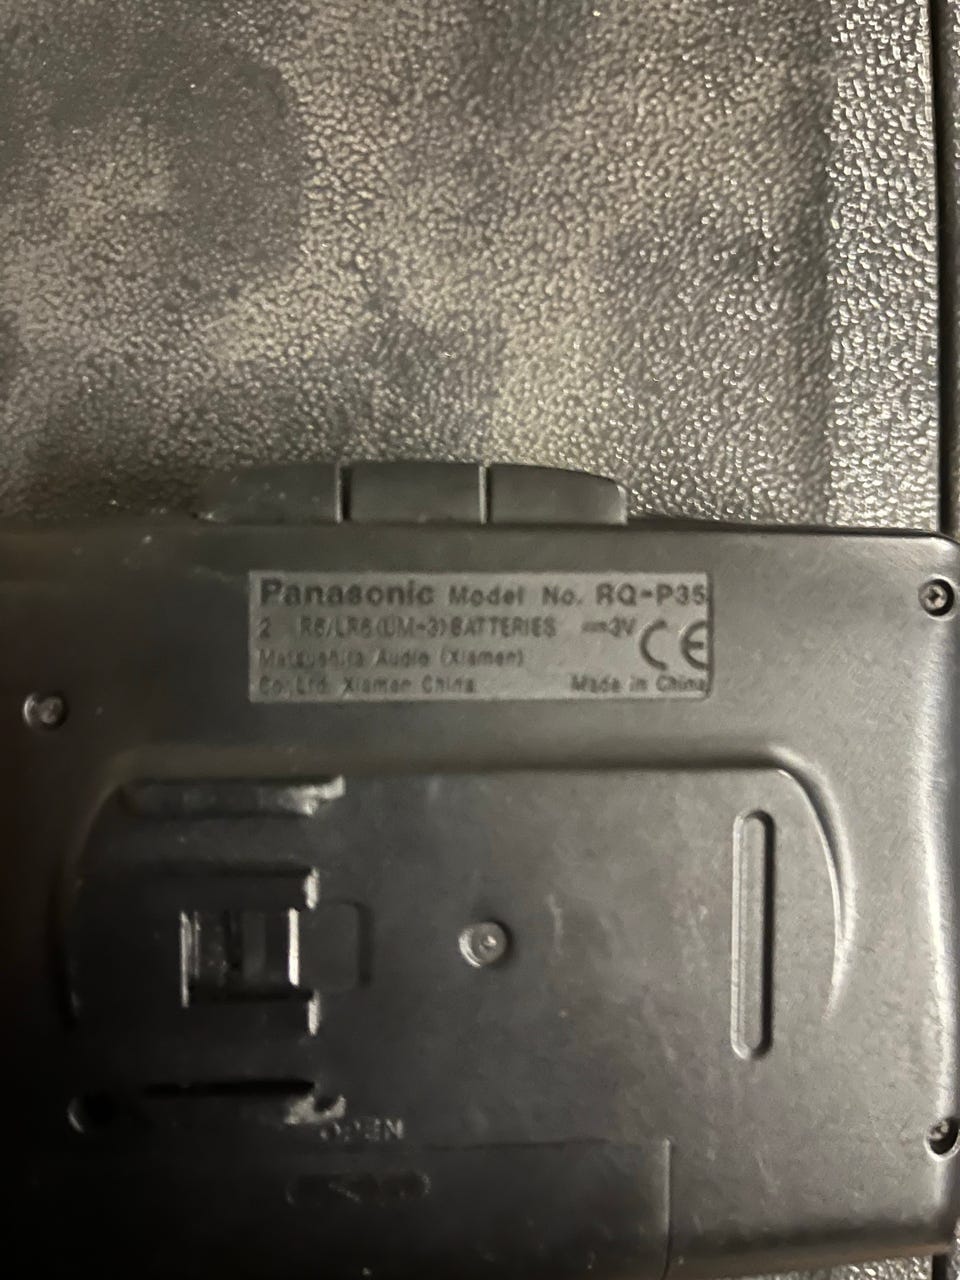 Panasonic Model No. RQ-P35
2 R6/LR6(UM-3)BATTERIES ⎓3V CE
Matsushita Audio (Xiamen)
Co.,Ltd. Xiamen China Made in China
OPEN